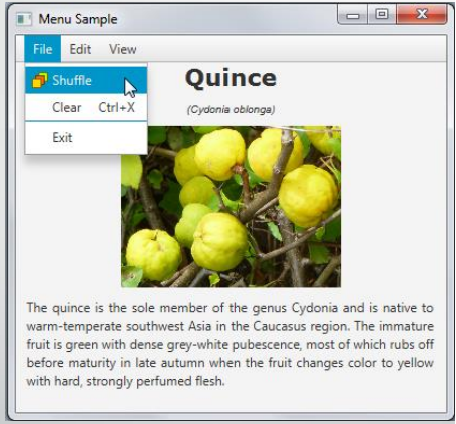 Menu Sample
File Edit View
Shuffle
Clear Ctrl+X
Exit
Quince
(Cydonia oblonga)
The quince is the sole member of the genus Cydonia and is native to
warm-temperate southwest Asia in the Caucasus region. The immature
fruit is green with dense grey-white pubescence, most of which rubs off
before maturity in late autumn when the fruit changes color to yellow
with hard, strongly perfumed flesh.